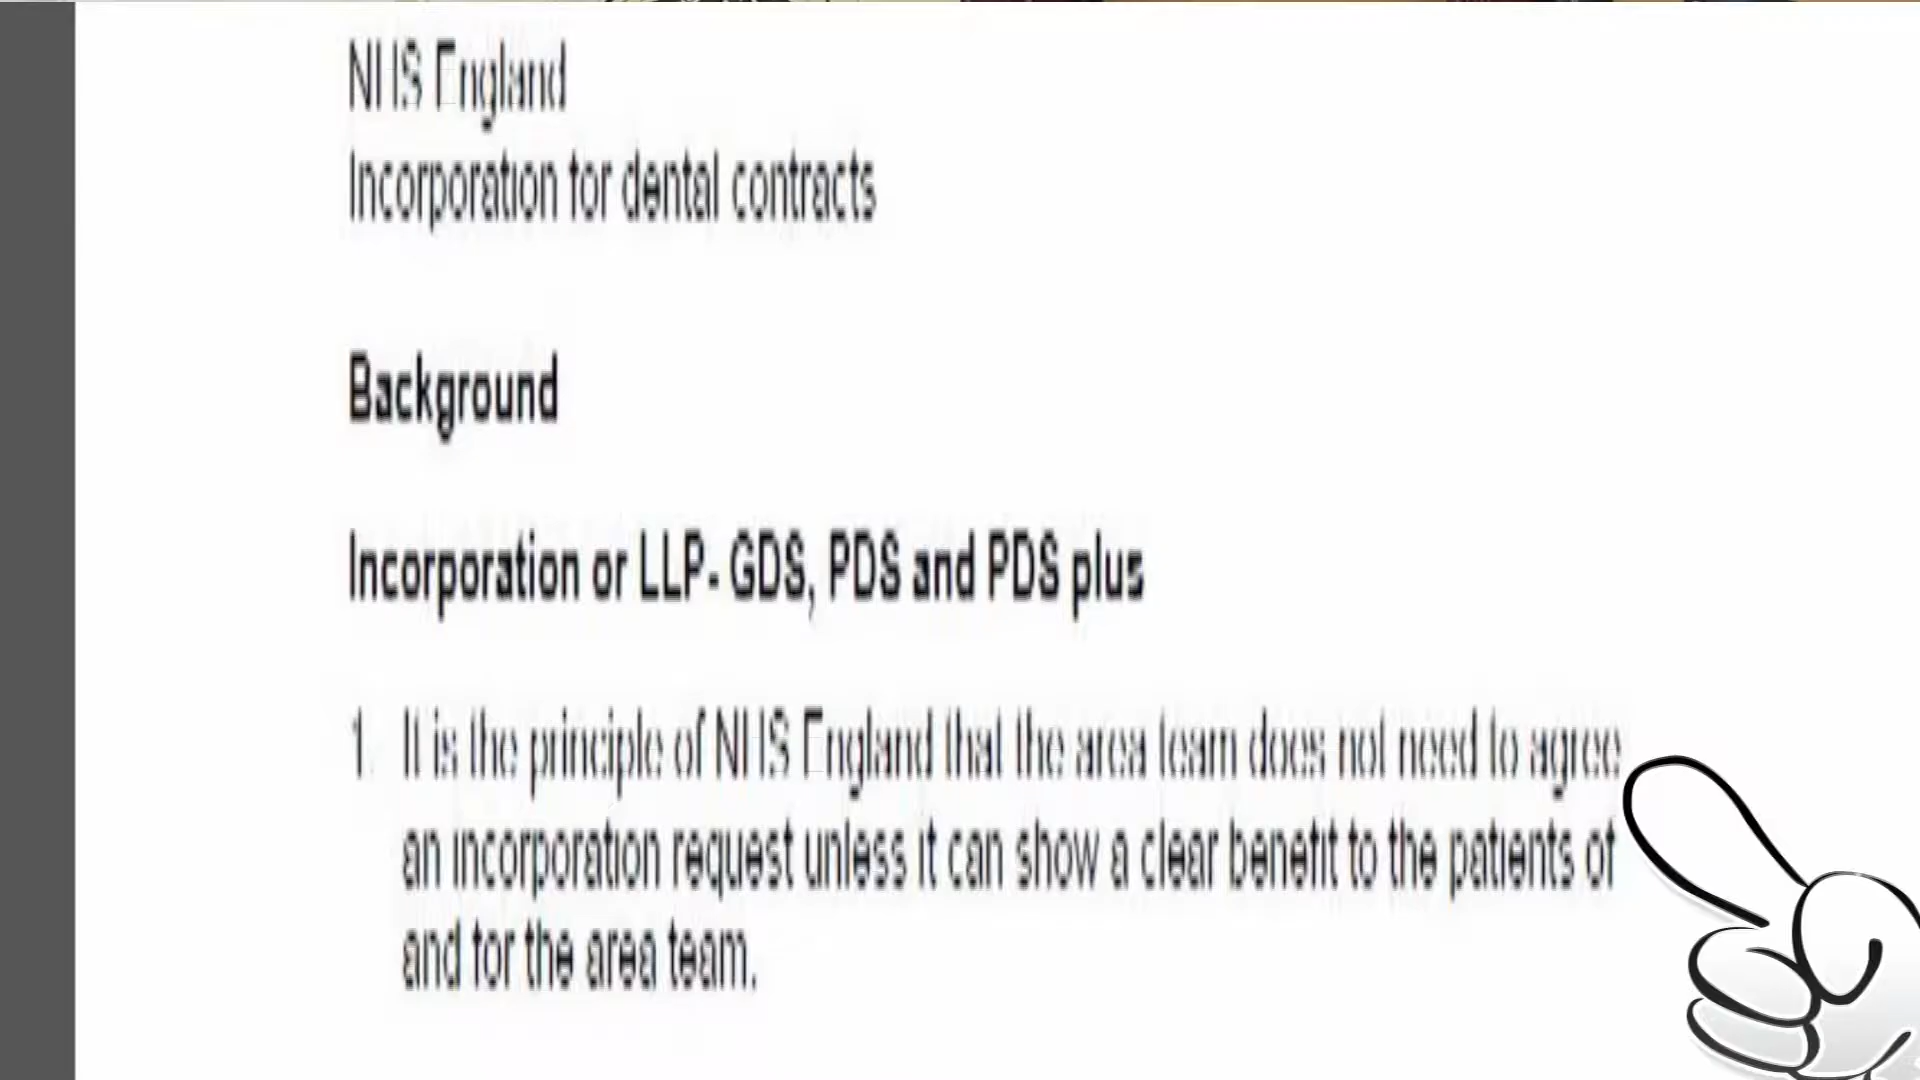 NHS England
Incorporation for dental contracts
Background
Incorporation or LLP- GDS, PDS and PDS plus
1. It is the principle of NHS England that the area team does not need to agree
an incorporation request unless it can show a clear benefit to the patients of
and for the area team.